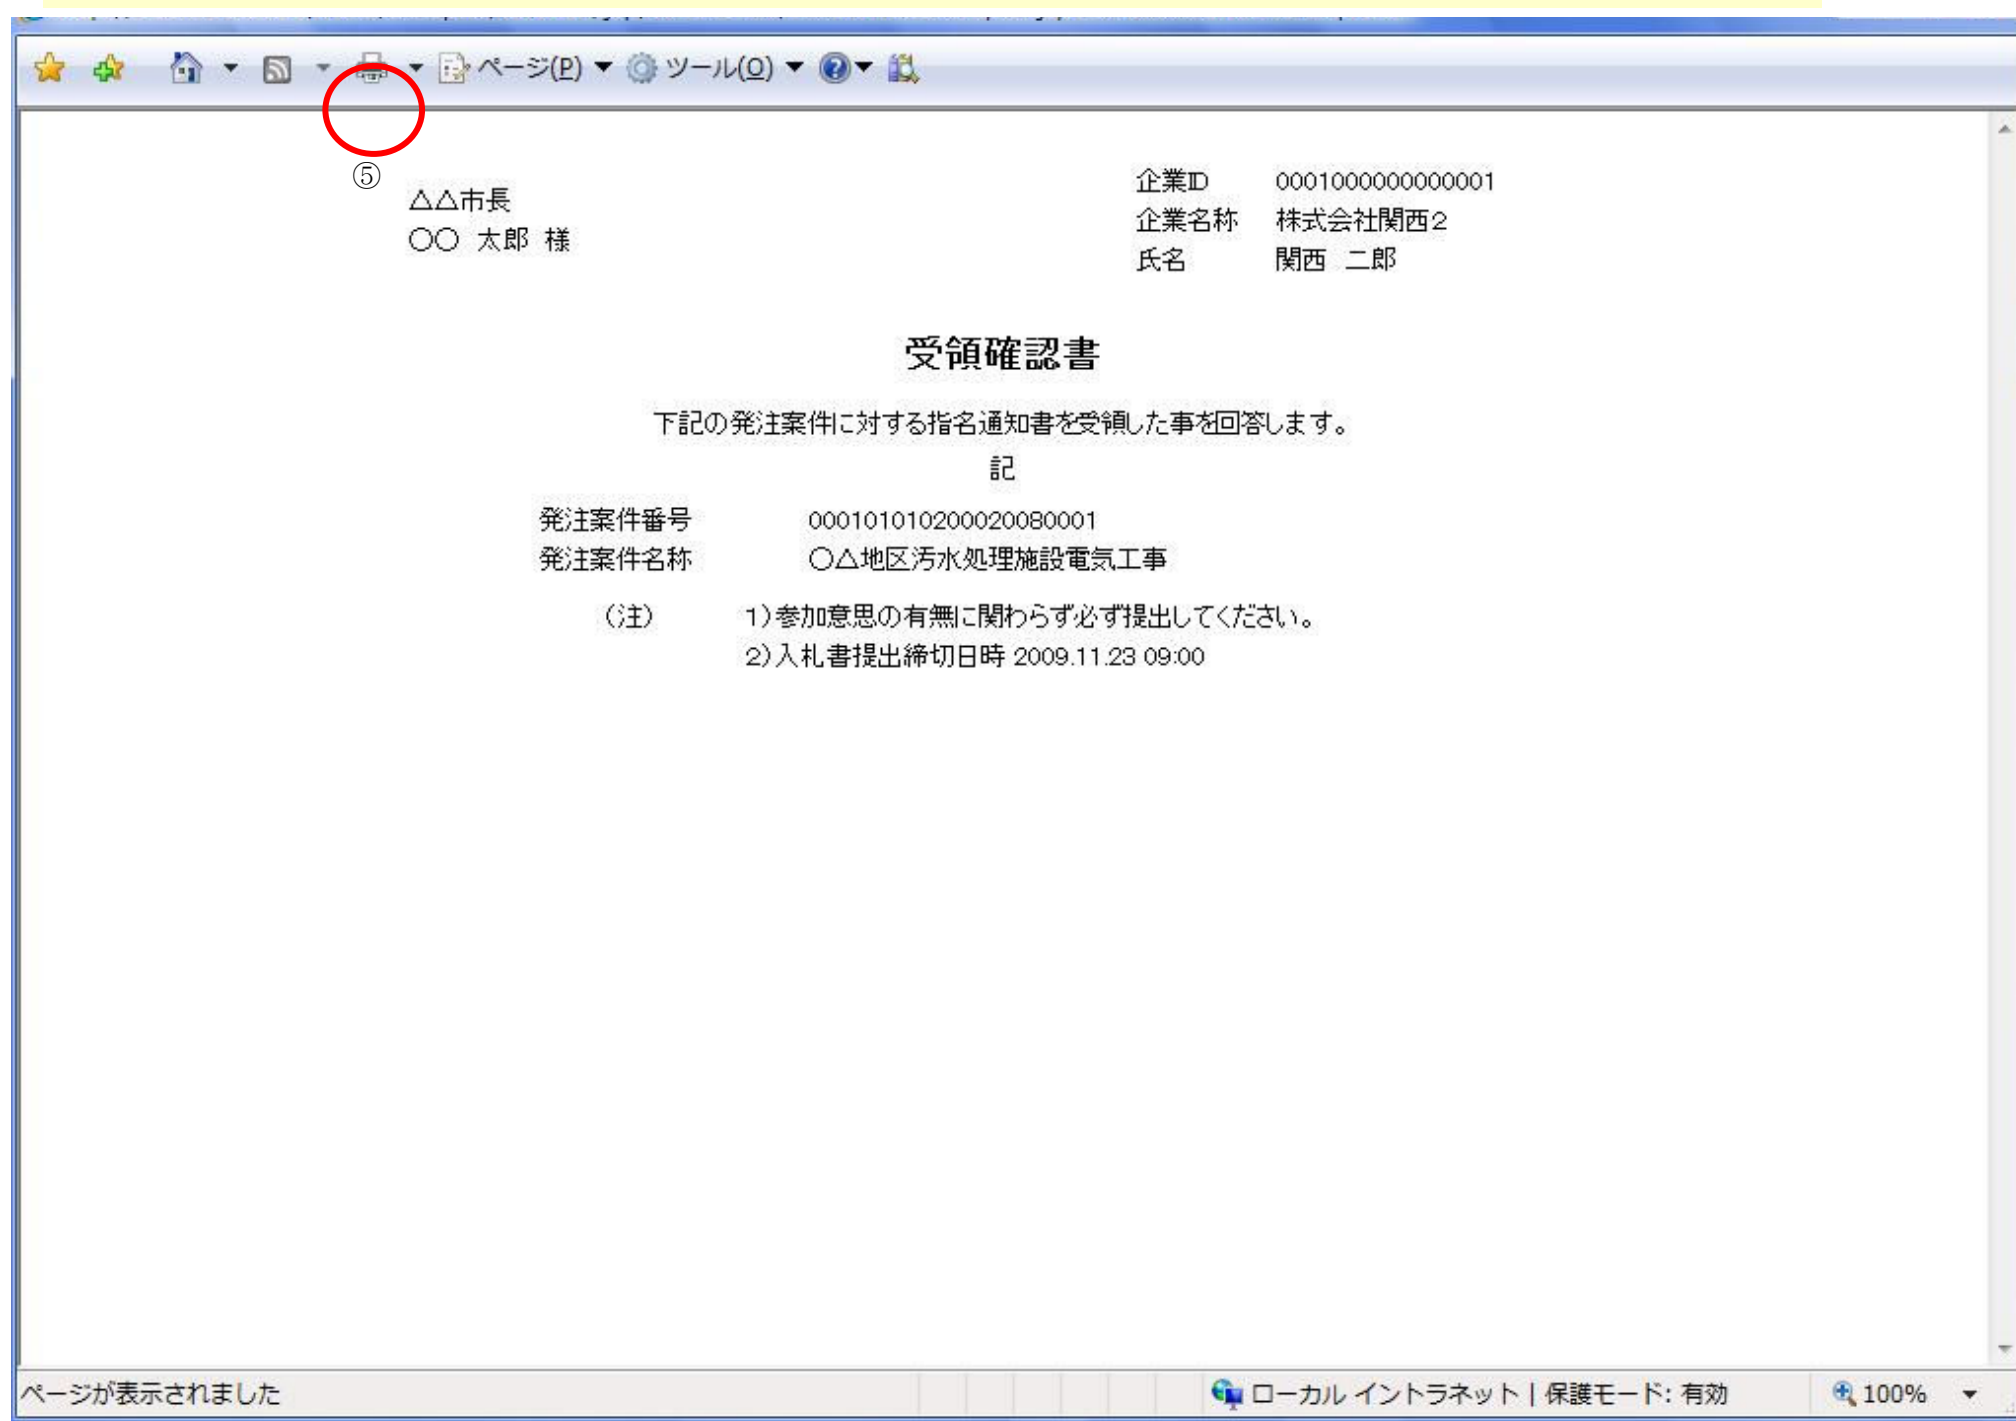 ページ(P) ツール(O)
⑤
△△市長
○○ 太郎 様
企業ID 0001000000000001
企業名称 株式会社関西2
氏名 関西 二郎
受領確認書
下記の発注案件に対する指名通知書を受領した事を回答します。
記
発注案件番号 000101010200020080001
発注案件名称 ○△地区汚水処理施設電気工事
(注) 1)参加意思の有無に関わらず必ず提出してください。
2)入札書提出締切日時 2009.11.23 09:00
ページが表示されました ローカル イントラネット | 保護モード: 有効 100%